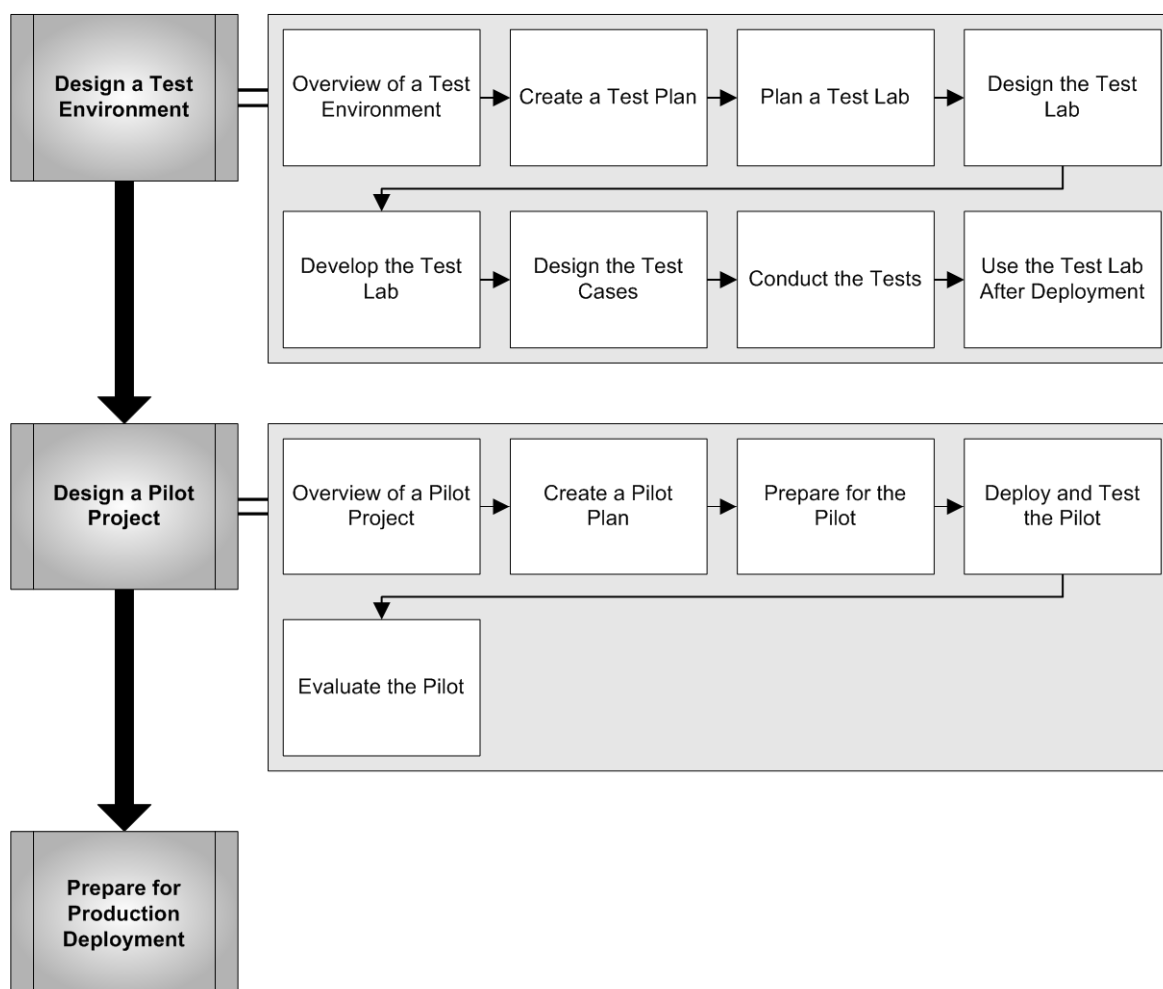 Design a Test
Environment
Overview of a Test
Environment
Create a Test Plan
Plan a Test Lab
Design the Test
Lab
Develop the Test
Lab
Design the Test
Cases
Conduct the Tests
Use the Test Lab
After Deployment
Design a Pilot
Project
Overview of a Pilot
Project
Create a Pilot
Plan
Prepare for the
Pilot
Deploy and Test
the Pilot
Evaluate the Pilot
Prepare for
Production
Deployment